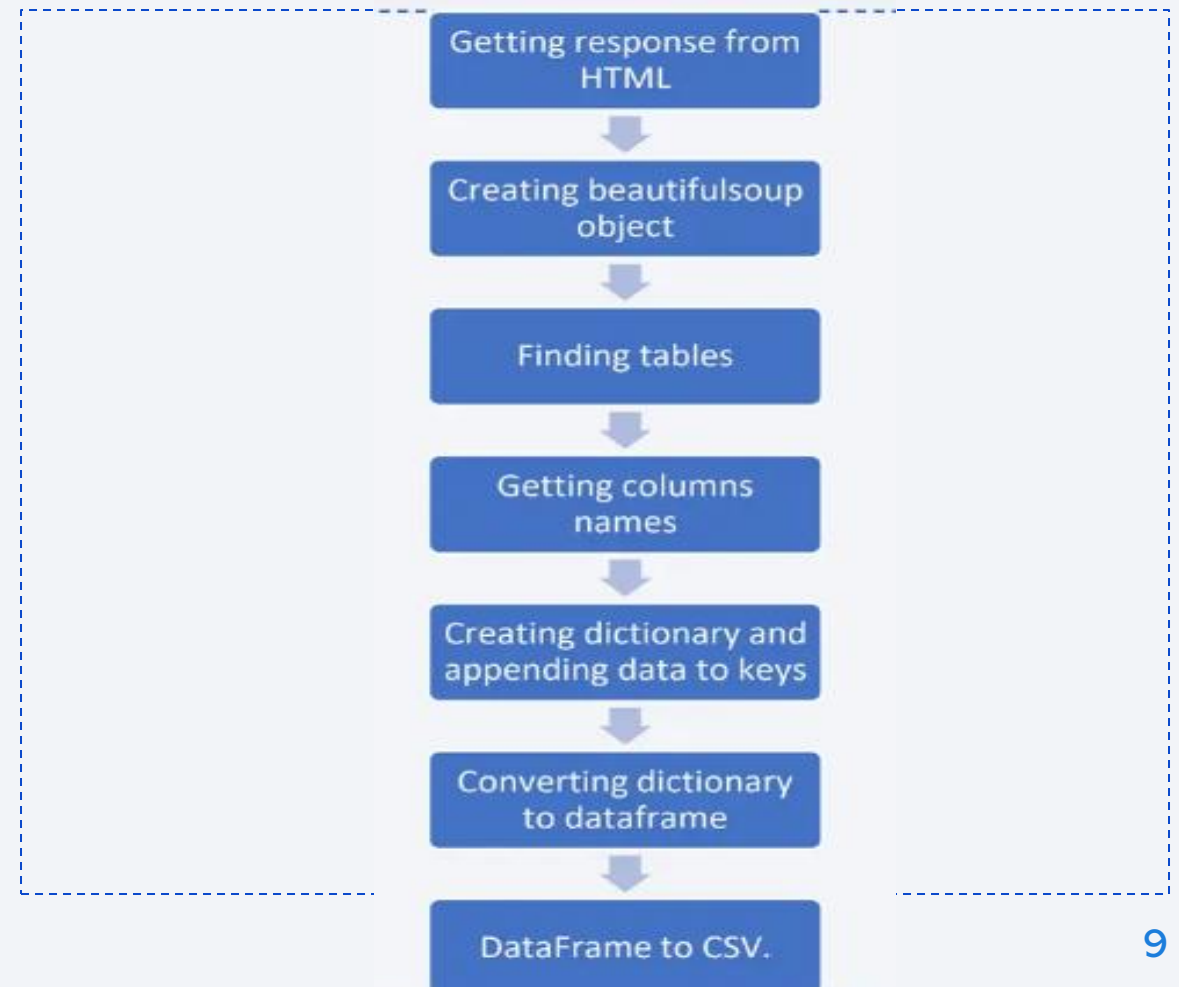 Getting response from
HTML
Creating beautifulsoup
object
Finding tables
Getting columns
names
Creating dictionary and
appending data to keys
Converting dictionary
to dataframe
DataFrame to CSV.
9